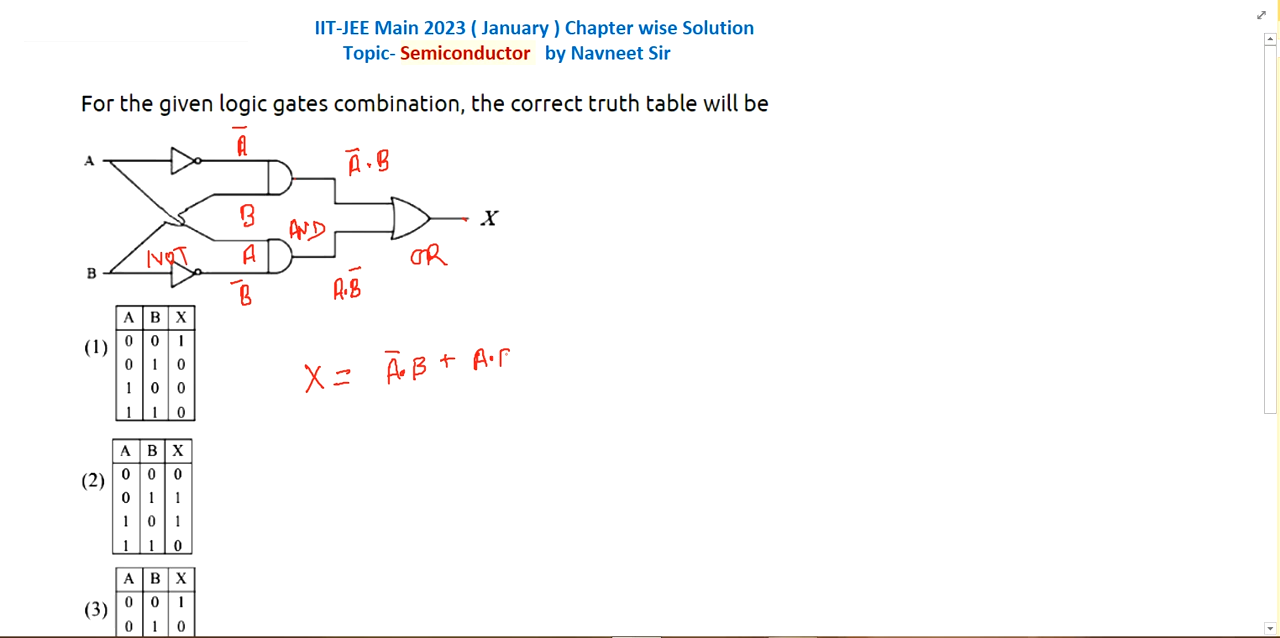 IIT-JEE Main 2023 ( January ) Chapter wise Solution
Topic- Semiconductor by Navneet Sir
For the given logic gates combination, the correct truth table will be
A
A̅
A̅.B
B
AND
X
NOT
A
OR
B
B̅
A.B̅
(1)
A B X
0 0 1
0 1 0
1 0 0
1 1 0
X = A̅.B + A.
(2)
A B X
0 0 0
0 1 1
1 0 1
1 1 0
(3)
A B X
0 0 1
0 1 0